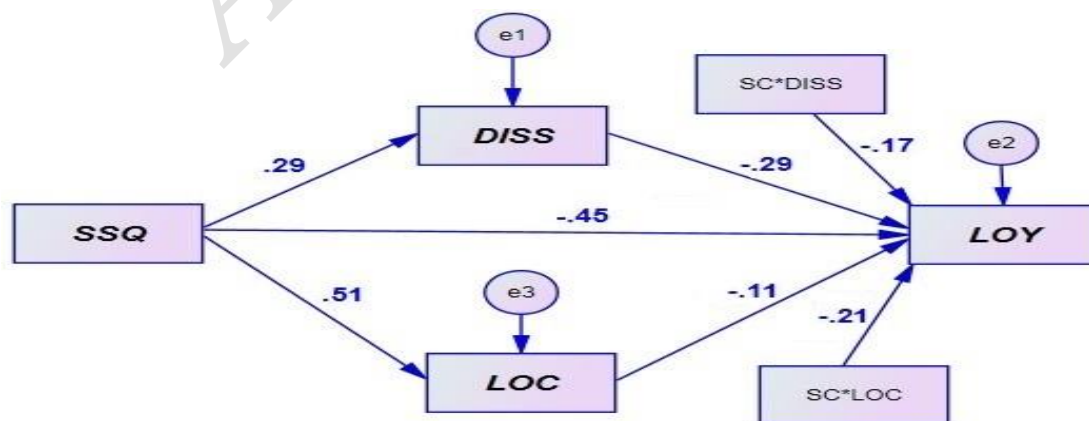 e1
SC*DISS
DISS
e2
.29
-.29
-.17
SSQ
-.45
LOY
e3
.51
-.11
-.21
LOC
SC*LOC